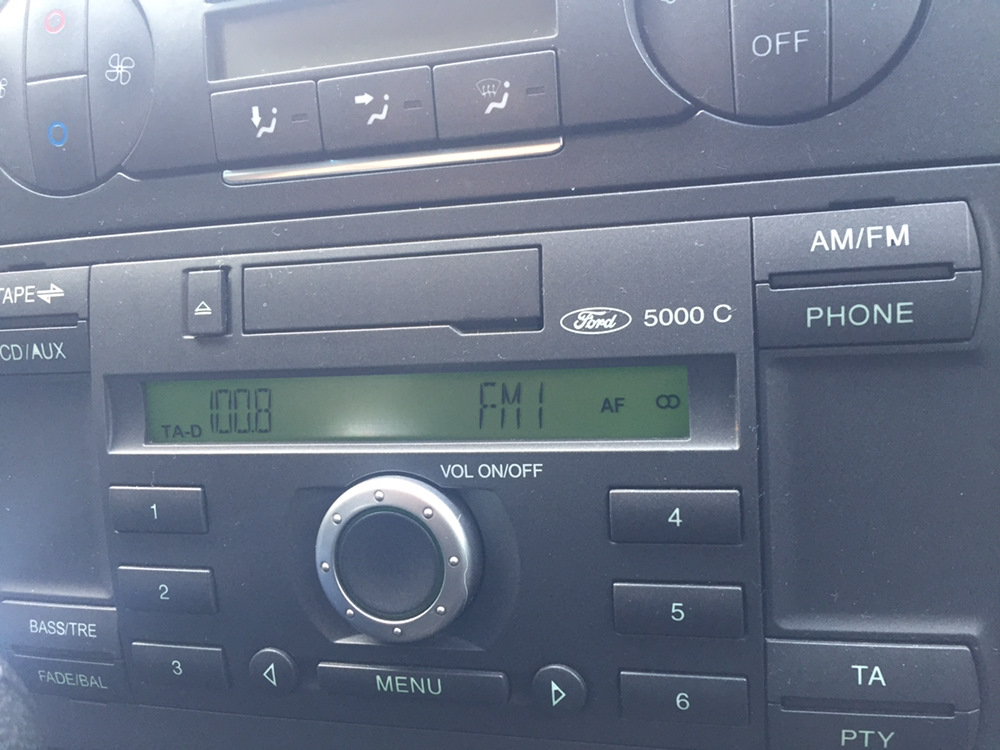 OFF
AM/FM
TAPE
PHONE
Ford 5000 C
CD/AUX
100.8 FM1 AF
TA-D
VOL ON/OFF
1
4
2
5
BASS/TRE
3
TA
FADE/BAL
MENU
6
PTY